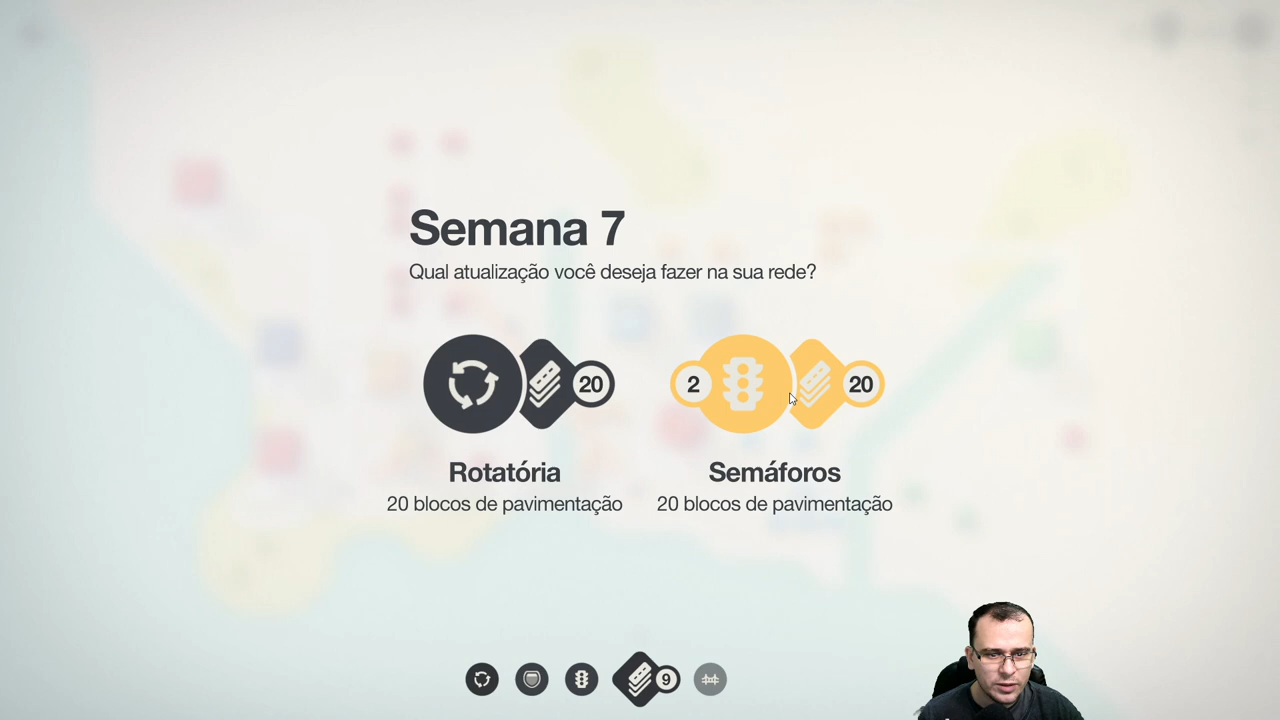 Semana 7
Qual atualização você deseja fazer na sua rede?
20
2
20
Rotatória
Semáforos
20 blocos de pavimentação
20 blocos de pavimentação
9